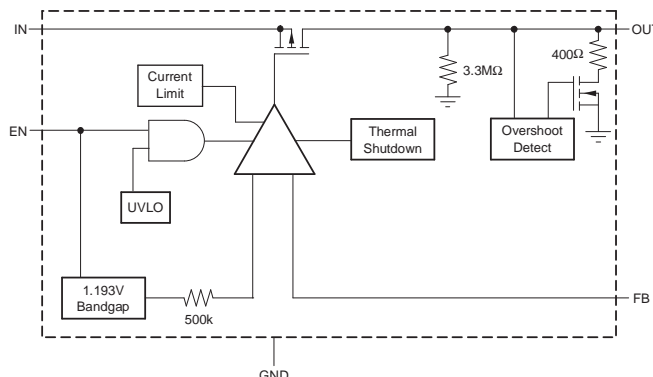 IN
OUT
400Ω
3.3MΩ
Current
Limit
EN
Thermal
Shutdown
Overshoot
Detect
UVLO
1.193V
Bandgap
500k
FB
GND